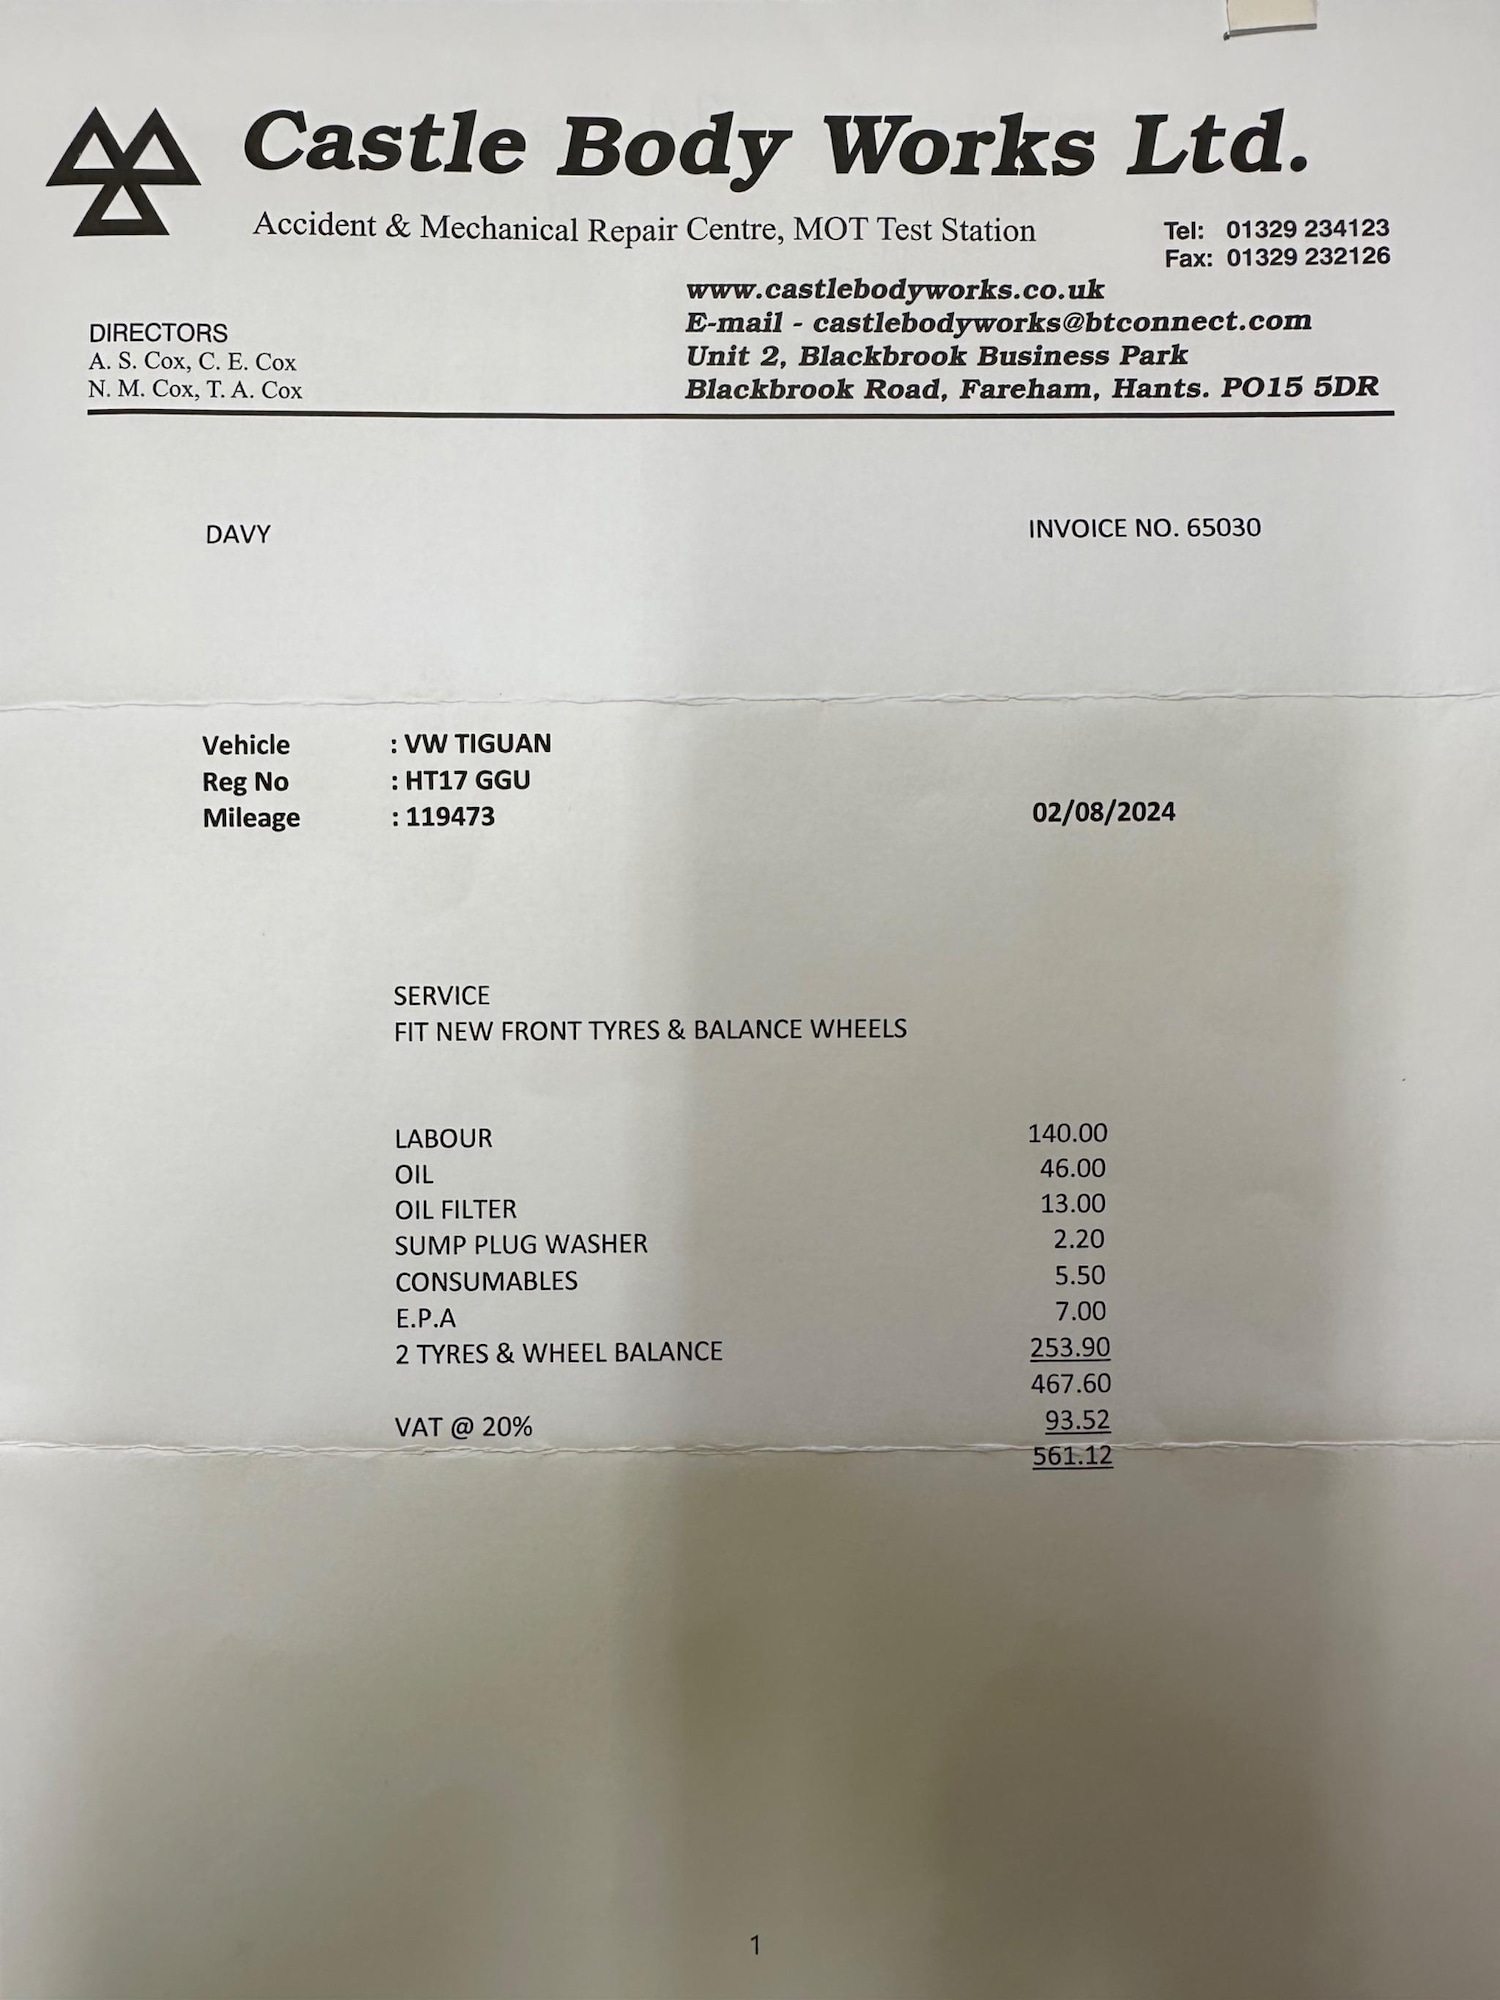 Castle Body Works Ltd.
Accident & Mechanical Repair Centre, MOT Test Station
Tel: 01329 234123
Fax: 01329 232126
www.castlebodyworks.co.uk
E-mail - castlebodyworks@btconnect.com
Unit 2, Blackbrook Business Park
Blackbrook Road, Fareham, Hants. PO15 5DR
DIRECTORS
A. S. Cox, C. E. Cox
N. M. Cox, T. A. Cox
DAVY
INVOICE NO. 65030
Vehicle : VW TIGUAN
Reg No : HT17 GGU
Mileage : 119473
02/08/2024
SERVICE
FIT NEW FRONT TYRES & BALANCE WHEELS
LABOUR 140.00
OIL 46.00
OIL FILTER 13.00
SUMP PLUG WASHER 2.20
CONSUMABLES 5.50
E.P.A 7.00
2 TYRES & WHEEL BALANCE 253.90
467.60
VAT @ 20% 93.52
561.12
1